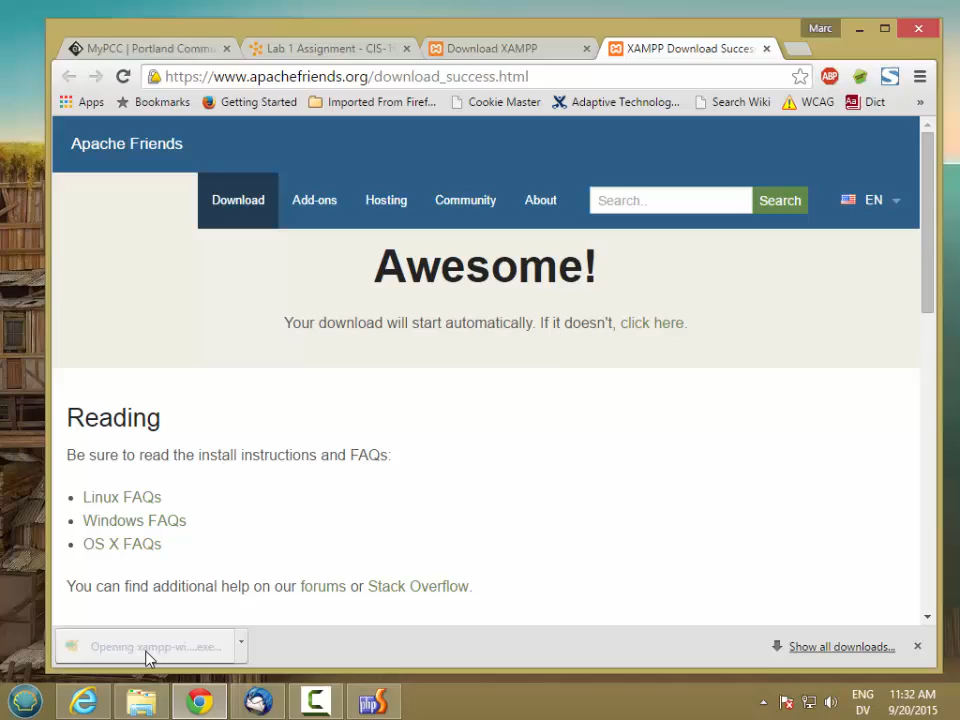 Marc
MyPCC | Portland Commu
Lab 1 Assignment - CIS-1
Download XAMPP
XAMPP Download Succes
https://www.apachefriends.org/download_success.html
ABP
S
Apps
Bookmarks
Getting Started
Imported From Firef...
Cookie Master
Adaptive Technolog...
Search Wiki
WCAG
Aa
Dict
»
Apache Friends
Download
Add-ons
Hosting
Community
About
Search..
Search
EN
Awesome!
Your download will start automatically. If it doesn't, click here.
Reading
Be sure to read the install instructions and FAQs:
• Linux FAQs
• Windows FAQs
• OS X FAQs
You can find additional help on our forums or Stack Overflow.
Opening xampp-wi....exe...
Show all downloads...
php
ENG
DV
11:32 AM
9/20/2015